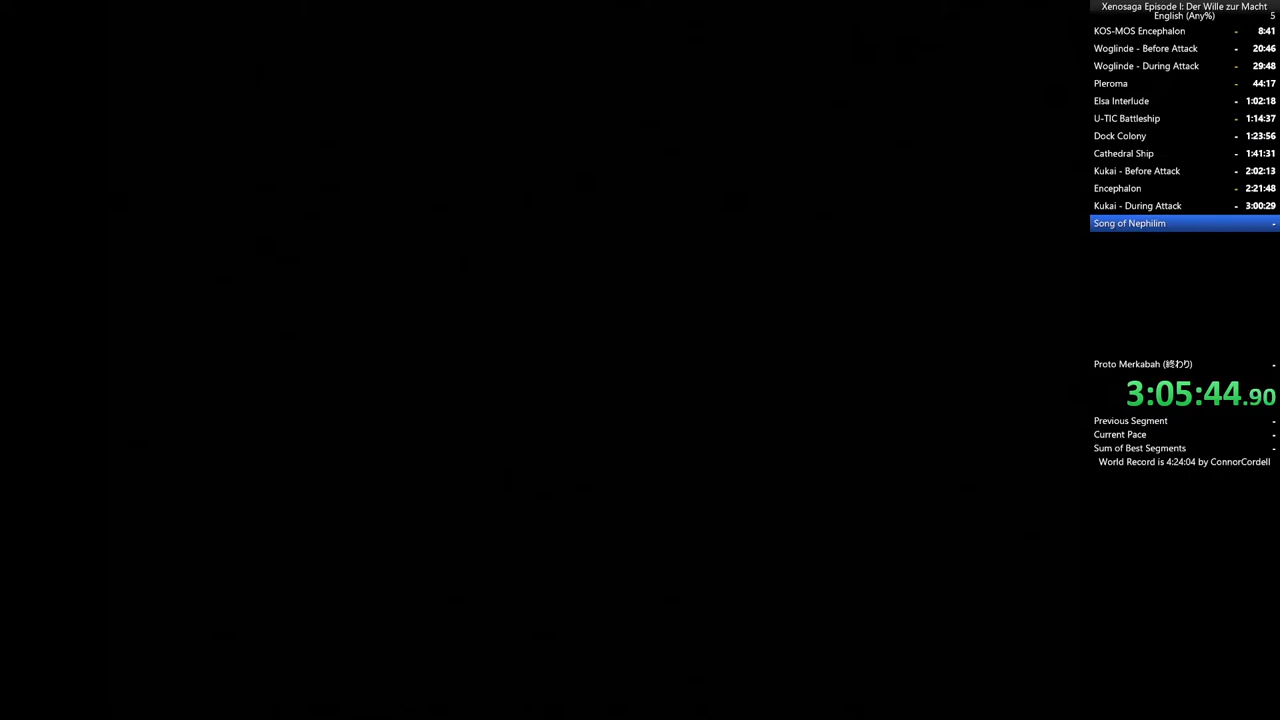 Xenosaga Episode I: Der Wille zur Macht
English (Any%) 5
KOS-MOS Encephalon - 8:41
Woglinde - Before Attack - 20:46
Woglinde - During Attack - 29:48
Pleroma - 44:17
Elsa Interlude - 1:02:18
U-TIC Battleship - 1:14:37
Dock Colony - 1:23:56
Cathedral Ship - 1:41:31
Kukai - Before Attack - 2:02:13
Encephalon - 2:21:48
Kukai - During Attack - 3:00:29
Song of Nephilim -
Proto Merkabah (終わり) -
3:05:44.90
Previous Segment -
Current Pace -
Sum of Best Segments -
World Record is 4:24:04 by ConnorCordell